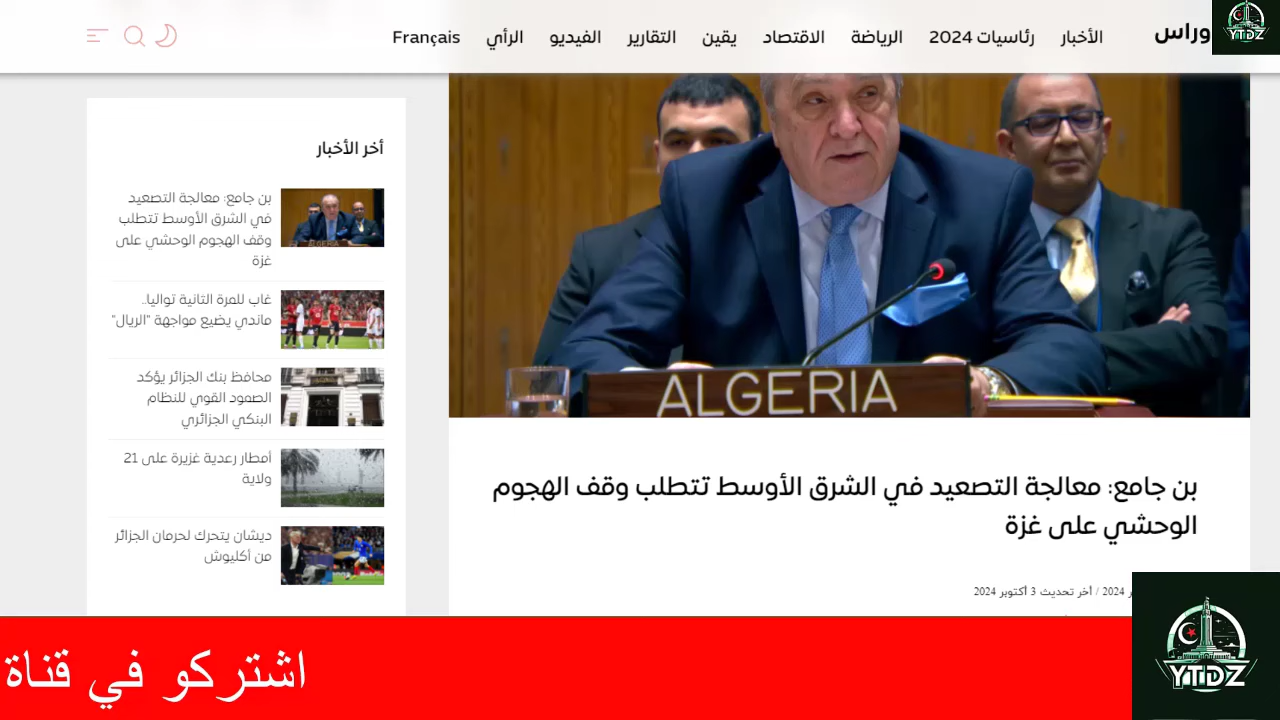 الأخبار رئاسيات 2024 الرياضة الاقتصاد يقين التقارير الفيديو الرأي Français
وراس
YTDZ
ALGERIA
بن جامع: معالجة التصعيد في الشرق الأوسط تتطلب وقف الهجوم
الوحشي على غزة
ر 2024 / آخر تحديث 3 أكتوبر 2024
أخر الأخبار
بن جامع: معالجة التصعيد
في الشرق الأوسط تتطلب
وقف الهجوم الوحشي على
غزة
ALGERIA
غاب للمرة الثانية تواليا..
ماندي يضيع مواجهة "الريال"
محافظ بنك الجزائر يؤكد
الصمود القوي للنظام
البنكي الجزائري
أمطار رعدية غزيرة على 21
ولاية
ديشان يتحرك لحرمان الجزائر
من أكليوش
اشتركو في قناة
YTDZ